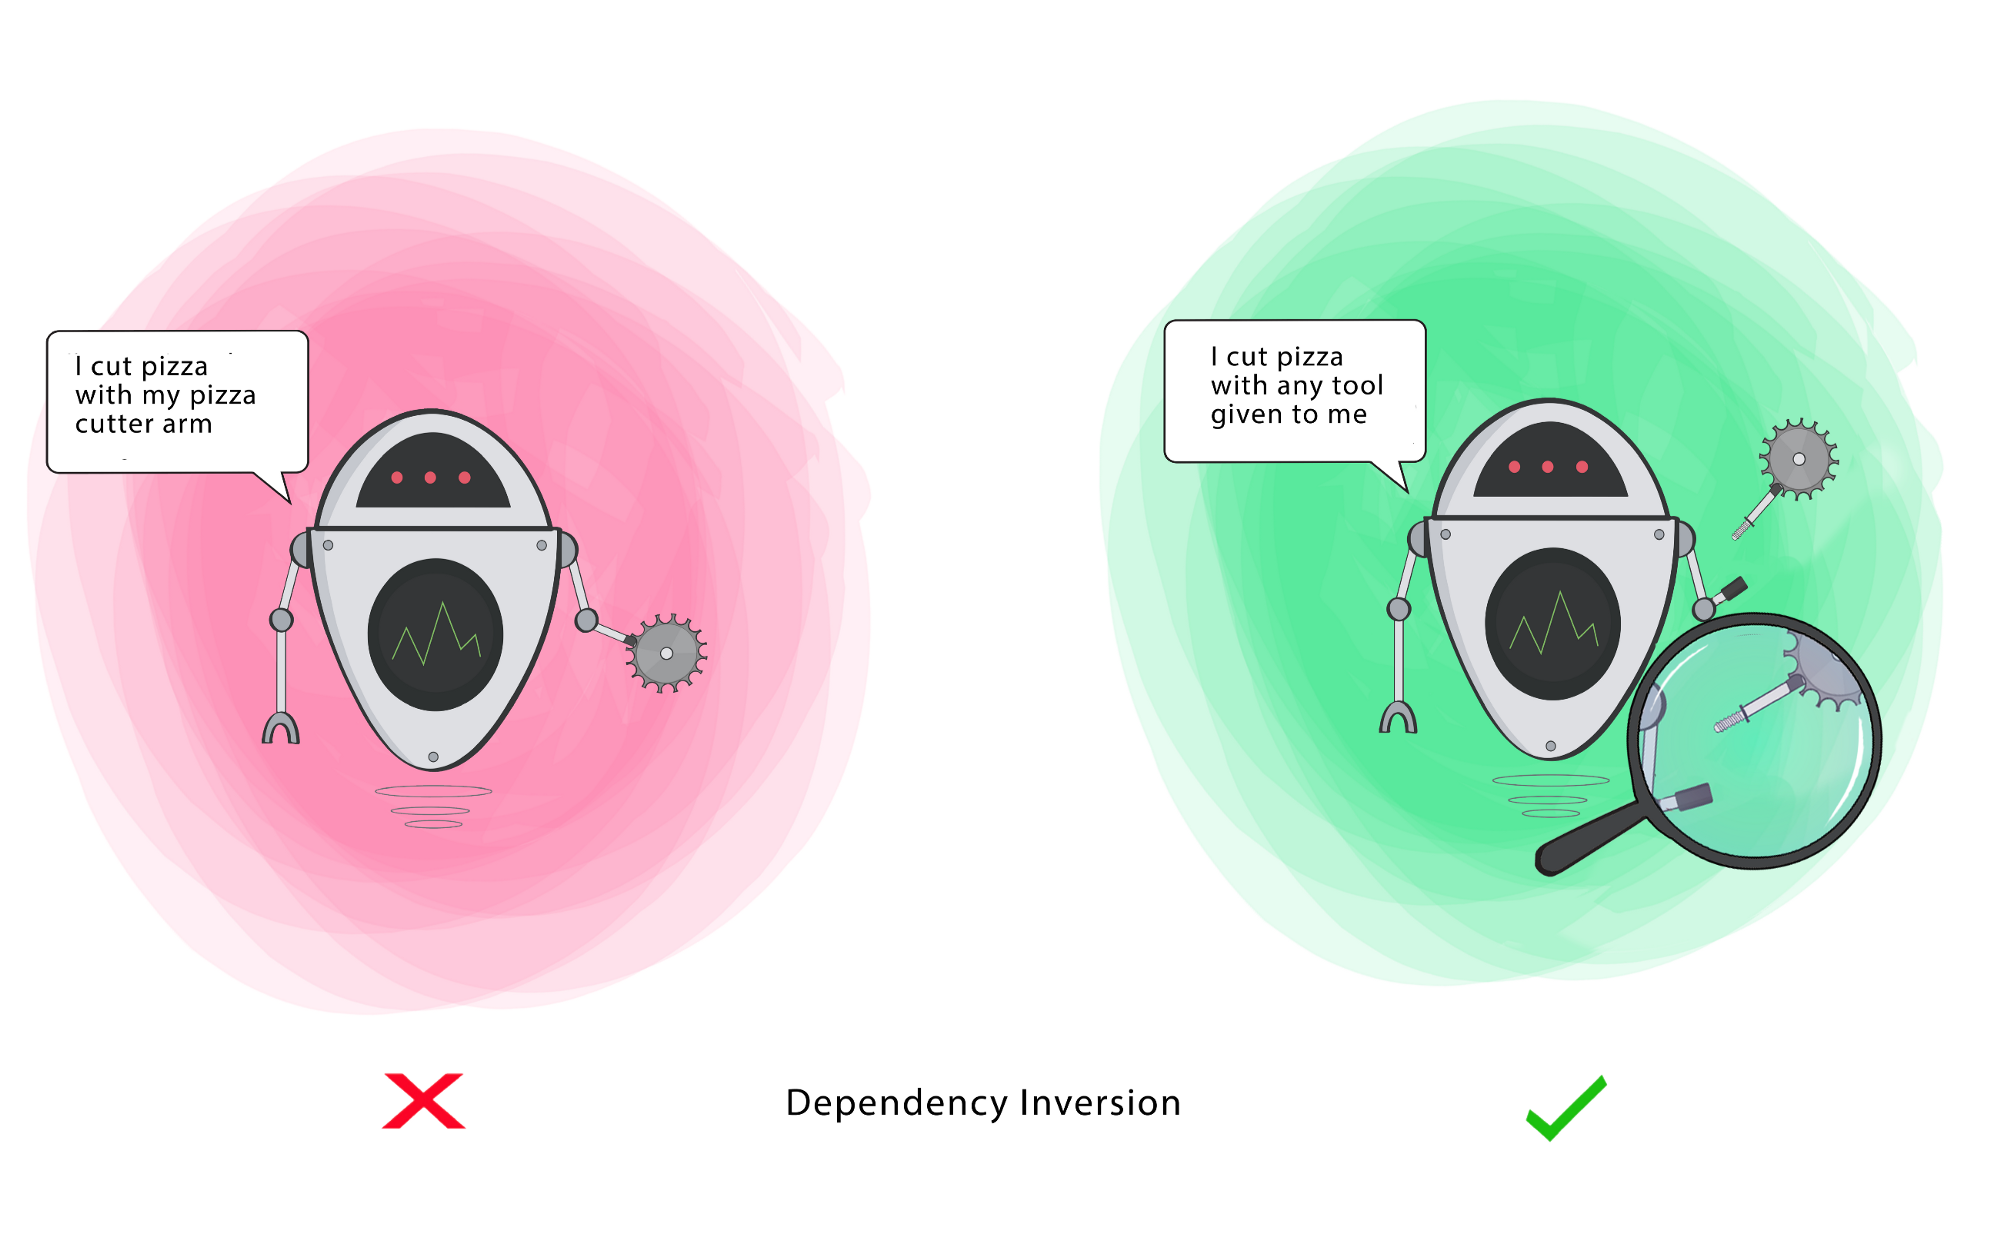 I cut pizza
with my pizza
cutter arm
I cut pizza
with any tool
given to me
Dependency Inversion